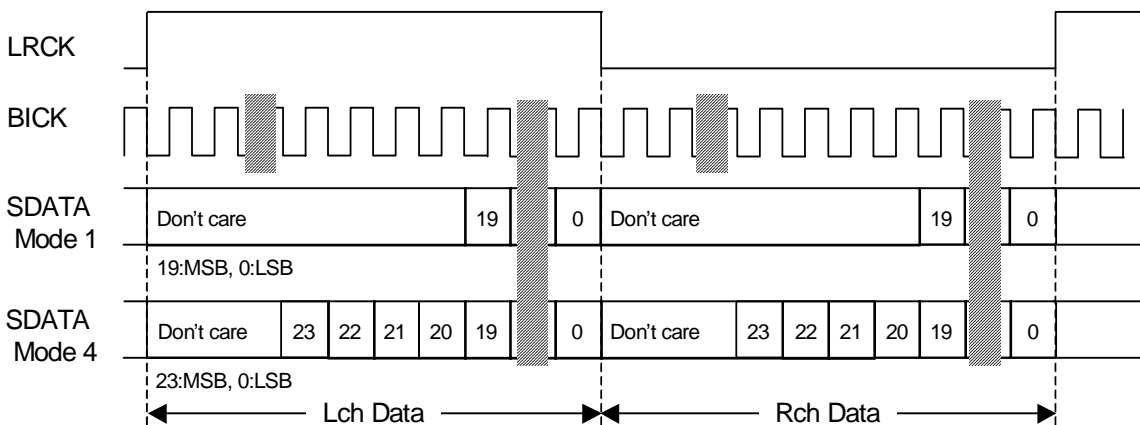 LRCK
BICK
SDATA
Mode 1
Don't care 19 0 Don't care 19 0
19:MSB, 0:LSB
SDATA
Mode 4
Don't care 23 22 21 20 19 0 Don't care 23 22 21 20 19 0
23:MSB, 0:LSB
Lch Data Rch Data